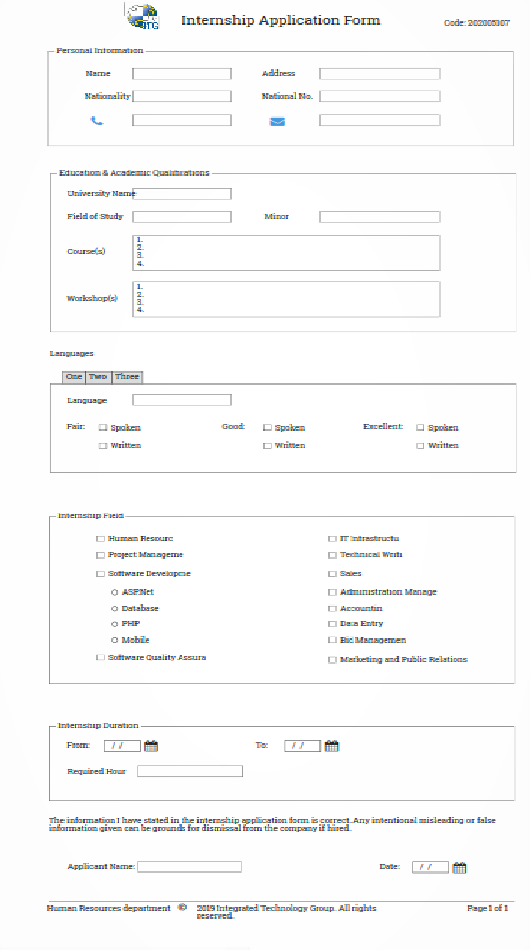 ITG
Internship Application Form
Code: 202005307
Personal Information
Name Address
Nationality National No.
Education & Academic Qualifications
University Name
Field of Study Minor
Course(s)
1.
2.
3.
4.
Workshop(s)
1.
2.
3.
4.
Languages
One Two Three
Language
Fair: Spoken Good: Spoken Excellent: Spoken
Written Written Written
Internship Field
Human Resourc IT Infrastructu
Project Manageme Technical Writi
Software Developme Sales
ASP.Net Administration Manage
Database Accountin
PHP Data Entry
Mobile Bid Managemen
Software Quality Assura Marketing and Public Relations
Internship Duration
From: / / To: / /
Required Hour
The information I have stated in the internship application form is correct. Any intentional misleading or false
information given can be grounds for dismissal from the company if hired.
Applicant Name: Date: / /
Human Resources department © 2019 Integrated Technology Group. All rights Page 1 of 1
reserved.